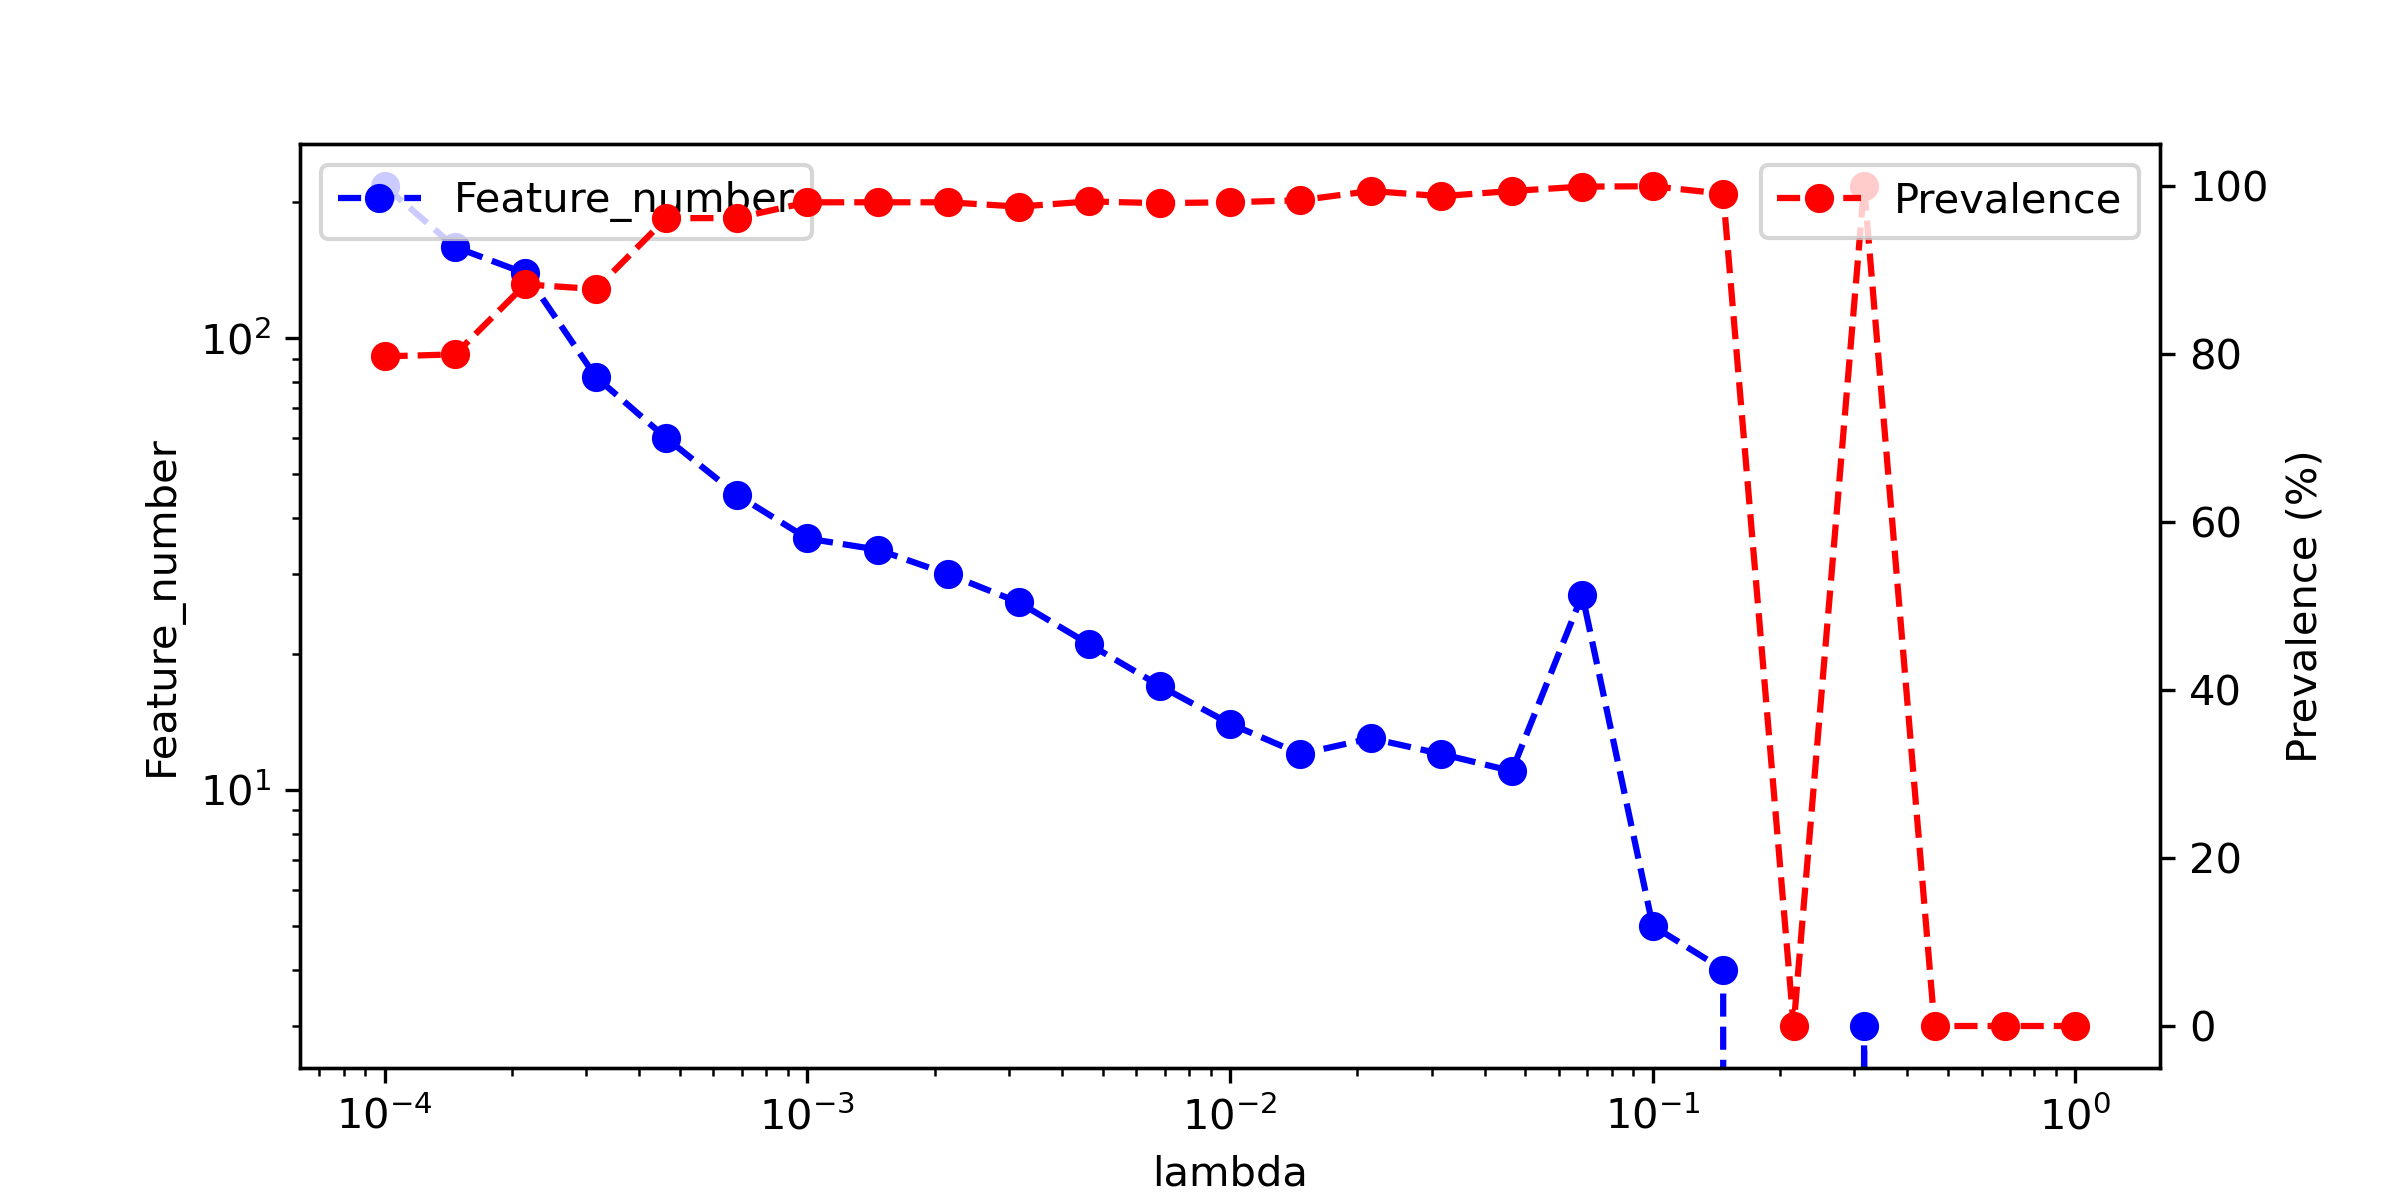 Feature_number
Prevalence
10²
10¹
Feature_number
100
80
60
40
20
0
Prevalence (%)
10⁻⁴ 10⁻³ 10⁻² 10⁻¹ 10⁰
lambda